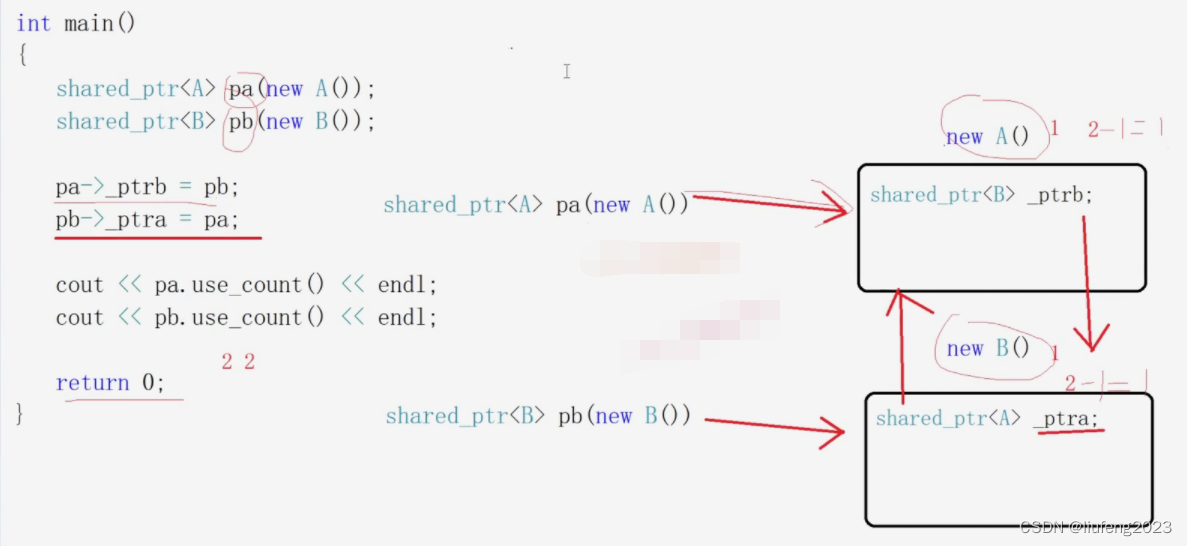 int main()
{
shared_ptr<A> pa(new A());
shared_ptr<B> pb(new B());
pa->_ptrb = pb;
pb->_ptra = pa;
cout << pa.use_count() << endl;
cout << pb.use_count() << endl;
2 2
return 0;
}
shared_ptr<A> pa(new A())
shared_ptr<B> pb(new B())
new A() 1 2-1=1
shared_ptr<B> _ptrb;
new B() 1
2-1=1
shared_ptr<A> _ptra;
CSDN @liufeng2023